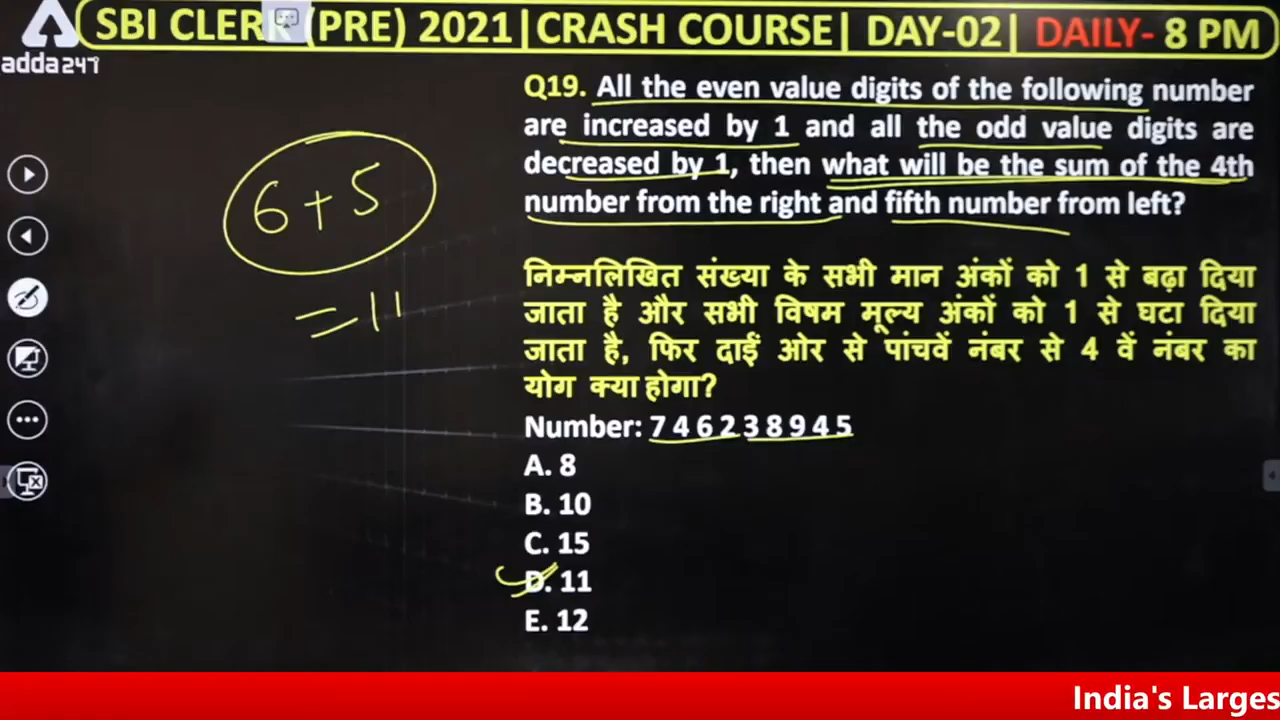 SBI CLERK (PRE) 2021|CRASH COURSE| DAY-02| DAILY- 8 PM
adda247
Q19. All the even value digits of the following number
are increased by 1 and all the odd value digits are
decreased by 1, then what will be the sum of the 4th
number from the right and fifth number from left?
6+5
=11
निम्नलिखित संख्या के सभी मान अंकों को 1 से बढ़ा दिया
जाता है और सभी विषम मूल्य अंकों को 1 से घटा दिया
जाता है, फिर दाईं ओर से पांचवें नंबर से 4 वें नंबर का
योग क्या होगा?
Number: 7 4 6 2 3 8 9 4 5
A. 8
B. 10
C. 15
D. 11
E. 12
India's Larges